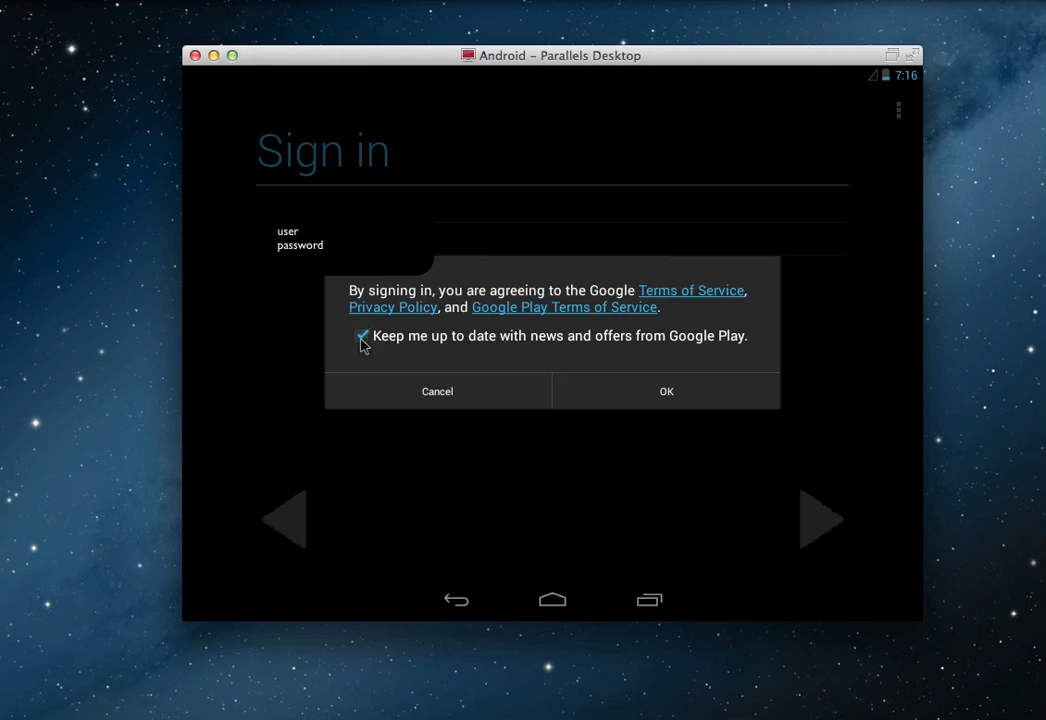 Android – Parallels Desktop
7:16
Sign in
user
password
By signing in, you are agreeing to the Google Terms of Service,
Privacy Policy, and Google Play Terms of Service.
Keep me up to date with news and offers from Google Play.
Cancel OK